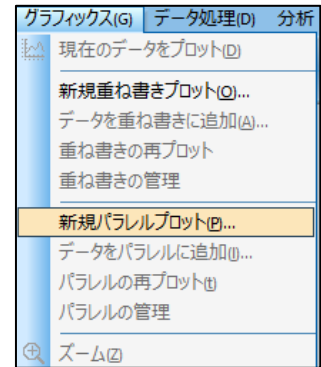 グラフィックス(G) データ処理(D) 分析
現在のデータをプロット(D)
新規重ね書きプロット(O)...
データを重ね書きに追加(A)...
重ね書きの再プロット
重ね書きの管理
新規パラレルプロット(P)...
データをパラレルに追加(I)...
パラレルの再プロット(t)
パラレルの管理
ズーム(Z)